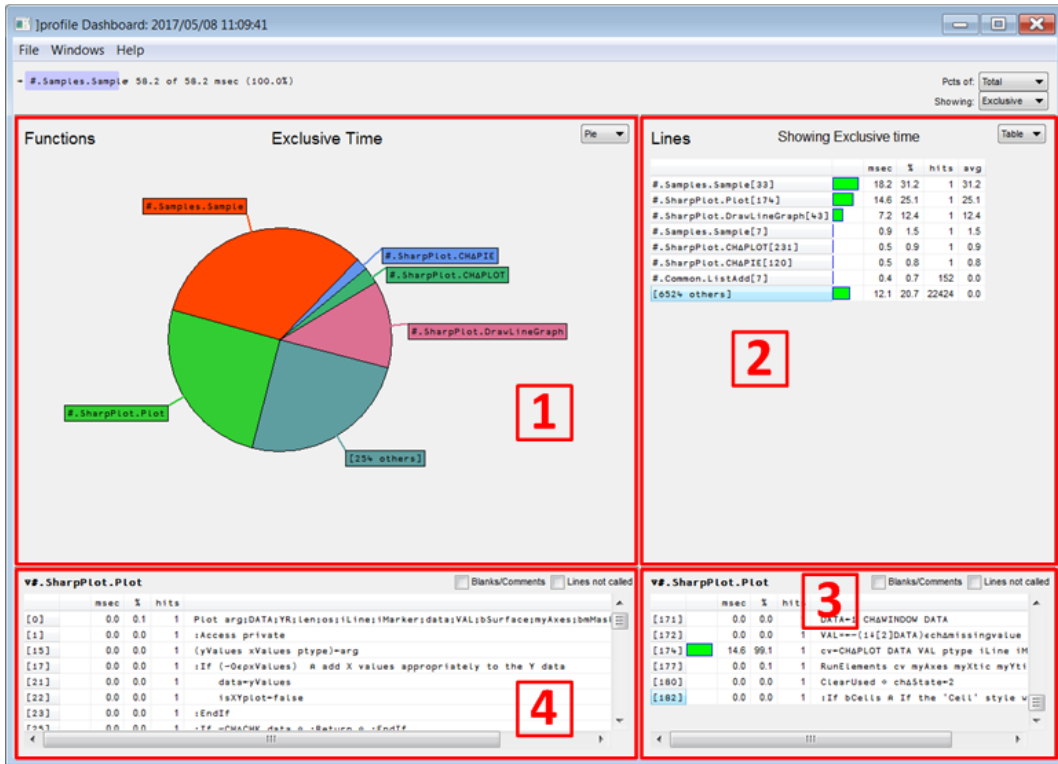 ]profile Dashboard: 2017/05/08 11:09:41
File Windows Help
#.Samples.Sample 58.2 of 58.2 msec (100.0%)
Pcts of: Total
Showing: Exclusive
Functions
Exclusive Time
Pie
#.Samples.Sample
#.SharpPlot.CH∆PIE
#.SharpPlot.CH∆PLOT
#.SharpPlot.DrawLineGraph
#.SharpPlot.Plot
[254 others]
1
Lines
Showing Exclusive time
Table
msec % hits avg
#.Samples.Sample[33] 18.2 31.2 1 31.2
#.SharpPlot.Plot[174] 14.6 25.1 1 25.1
#.SharpPlot.DrawLineGraph[43] 7.2 12.4 1 12.4
#.Samples.Sample[7] 0.9 1.5 1 1.5
#.SharpPlot.CH∆PLOT[231] 0.5 0.9 1 0.9
#.SharpPlot.CH∆PIE[120] 0.5 0.8 1 0.8
#.Common.ListAdd[7] 0.4 0.7 152 0.0
[6524 others] 12.1 20.7 22424 0.0
2
∇#.SharpPlot.Plot
Blanks/Comments
Lines not called
msec % hits
[0] 0.0 0.1 1 Plot arg;DATA;YR;len;os;iLine;iMarker;data;VAL;bSurface;myAxes;bmMas
[1] 0.0 0.0 1 :Access private
[15] 0.0 0.0 1 (yValues xValues ptype)←arg
[17] 0.0 0.0 1 :If (~0∊⍴xValues) ⍝ add X values appropriately to the Y data
[21] 0.0 0.0 1 data←yValues
[22] 0.0 0.0 1 isXYplot←false
[23] 0.0 0.0 1 :EndIf
[25] 0.0 0.0 1 :If CH∆CHK data ⋄ :Return ⋄ :EndIf
4
∇#.SharpPlot.Plot
Blanks/Comments
Lines not called
msec % hits
3
[171] 0.0 0.0 DATA←1 CH∆WINDOW DATA
[172] 0.0 0.0 1 (1↓[2]DATA)∊ch∆missingvalue
[174] 14.6 99.1 1 cv←CH∆PLOT DATA VAL ptype iLine iM
[177] 0.0 0.1 1 RunElements cv myAxes myXtic myYti
[180] 0.0 0.0 1 ClearUsed ⋄ ch∆State←2
[182] 0.0 0.0 1 :If bCells ⍝ If the 'Cell' style w